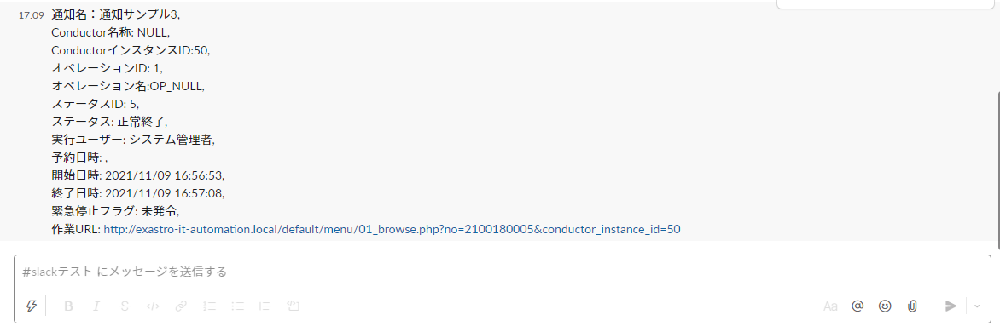 17:09 通知名：通知サンプル3,
Conductor名称: NULL,
ConductorインスタンスID:50,
オペレーションID: 1,
オペレーション名:OP_NULL,
ステータスID: 5,
ステータス: 正常終了,
実行ユーザー: システム管理者,
予約日時: ,
開始日時: 2021/11/09 16:56:53,
終了日時: 2021/11/09 16:57:08,
緊急停止フラグ: 未発令,
作業URL: http://exastro-it-automation.local/default/menu/01_browse.php?no=2100180005&conductor_instance_id=50
#slackテスト にメッセージを送信する
B I S Aa @